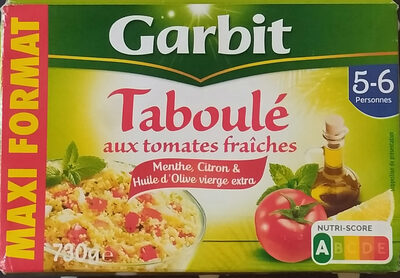 Garbit
MAXI FORMAT
5-6
Personnes
Taboulé
aux tomates fraîches
Menthe, Citron &
Huile d'Olive vierge extra
730g e
NUTRI-SCORE
A B C D E